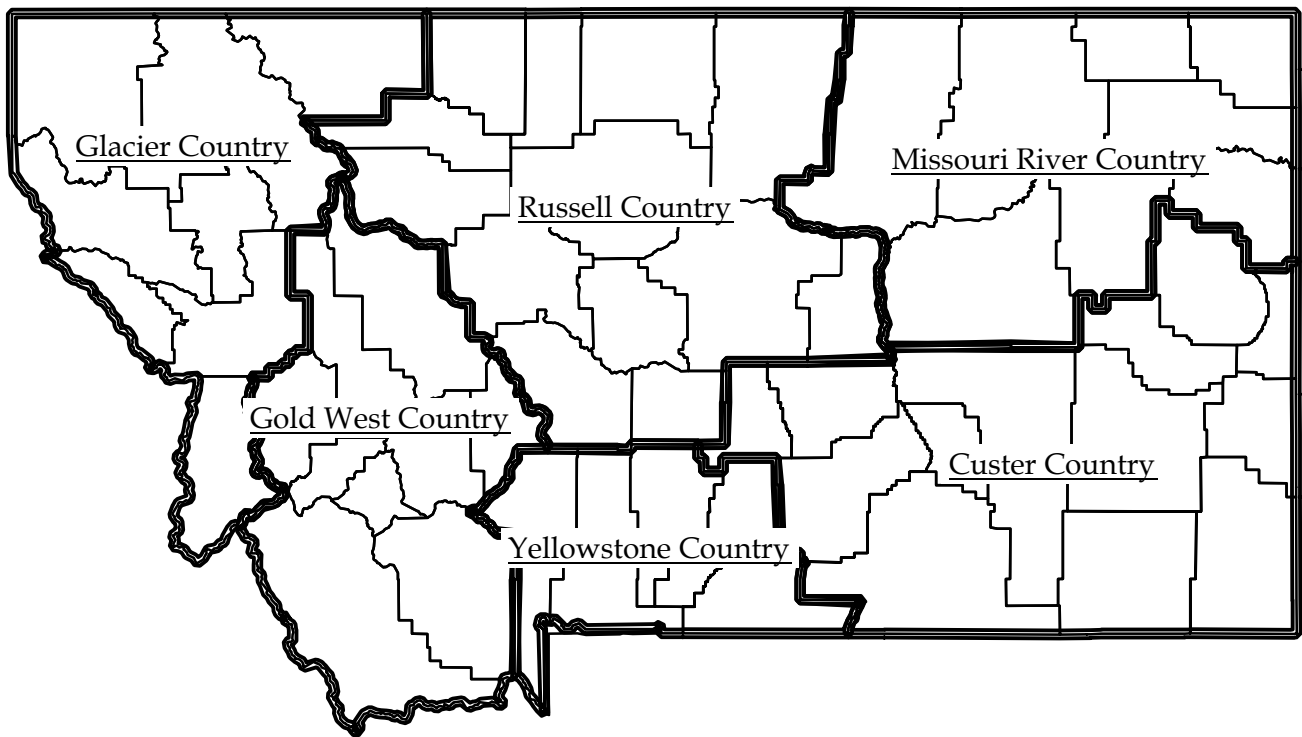 Glacier Country
Missouri River Country
Russell Country
Gold West Country
Custer Country
Yellowstone Country